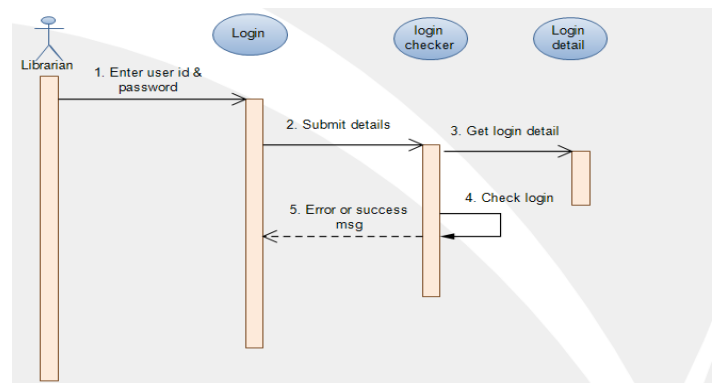 Librarian
Login
login
checker
Login
detail
1. Enter user id &
password
2. Submit details
3. Get login detail
4. Check login
5. Error or success
msg